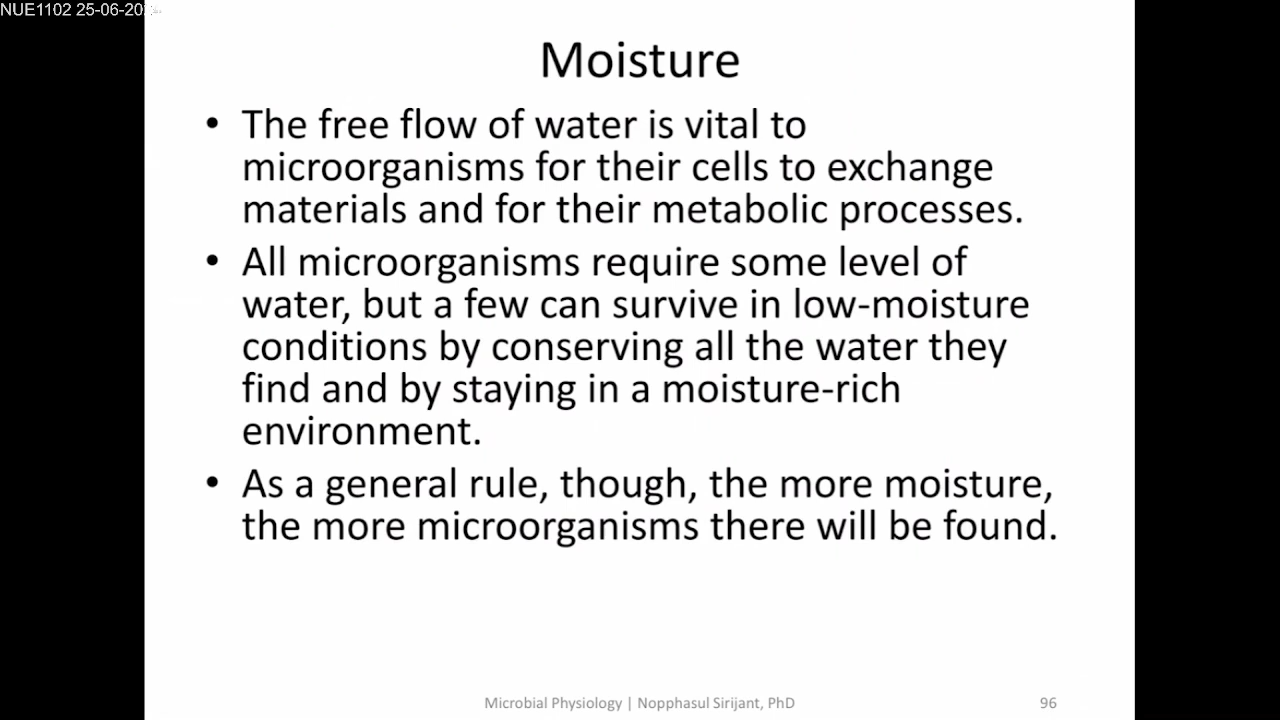 NUE1102 25-06-20
Moisture
• The free flow of water is vital to
microorganisms for their cells to exchange
materials and for their metabolic processes.
• All microorganisms require some level of
water, but a few can survive in low-moisture
conditions by conserving all the water they
find and by staying in a moisture-rich
environment.
• As a general rule, though, the more moisture,
the more microorganisms there will be found.
Microbial Physiology | Nopphasul Sirijant, PhD
96